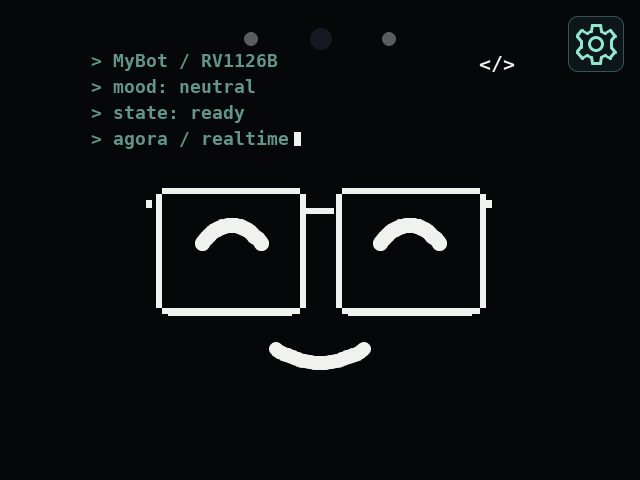 > MyBot / RV1126B
</>
> mood: neutral
> state: ready
> agora / realtime